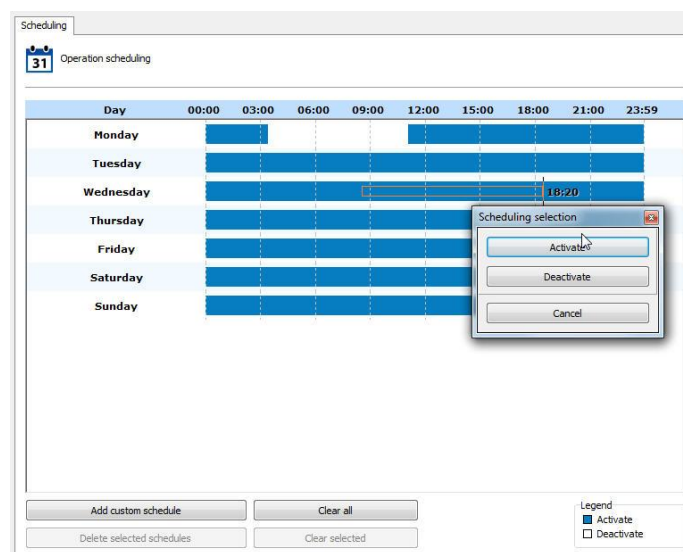 Scheduling
31 Operation scheduling
Day 00:00 03:00 06:00 09:00 12:00 15:00 18:00 21:00 23:59
Monday
Tuesday
Wednesday 18:20
Thursday
Scheduling selection
Friday
Activate
Saturday
Deactivate
Sunday
Cancel
Add custom schedule Clear all
Delete selected schedules Clear selected
Legend
Activate
Deactivate